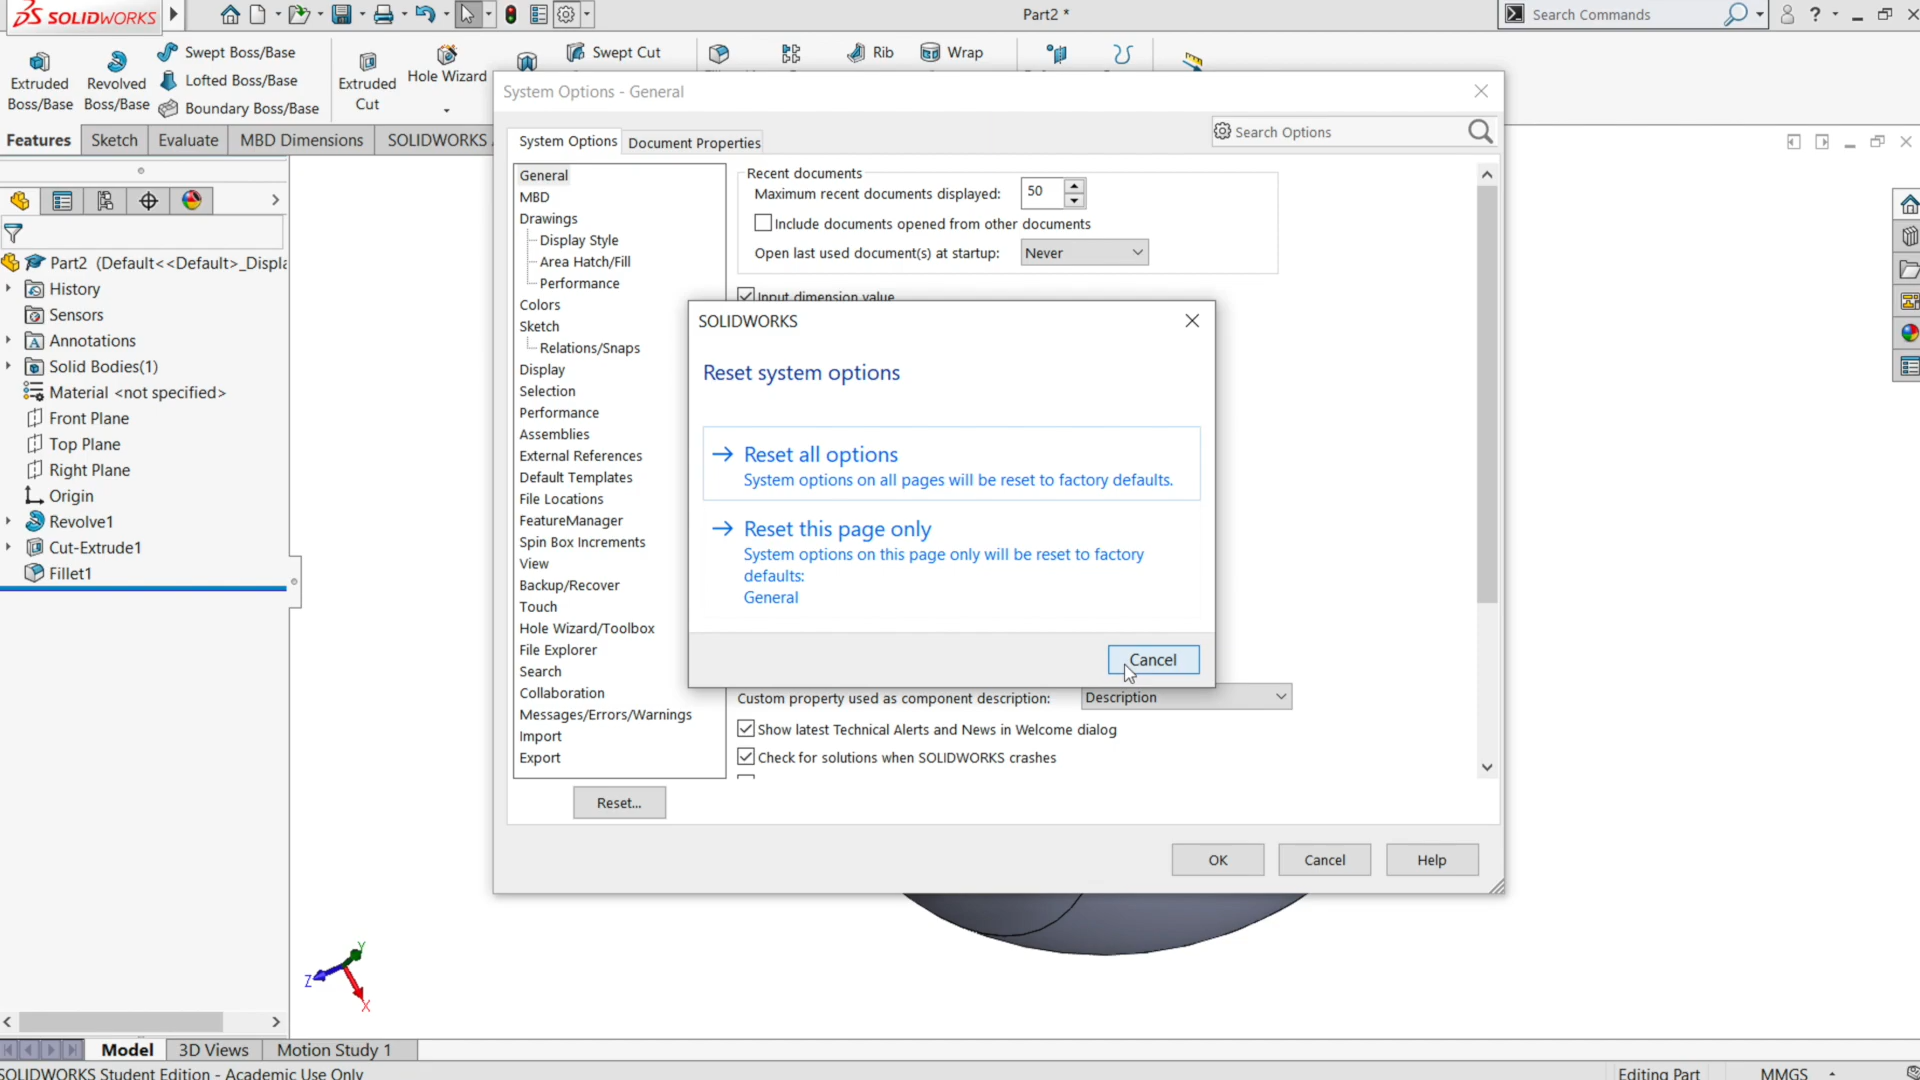 SOLIDWORKS
Part2 *
Search Commands
Extruded Boss/Base
Revolved Boss/Base
Swept Boss/Base
Lofted Boss/Base
Boundary Boss/Base
Extruded Cut
Hole Wizard
Swept Cut
Rib
Wrap
Features
Sketch
Evaluate
MBD Dimensions
SOLIDWORKS
Part2 (Default<<Default>_Displa
History
Sensors
Annotations
Solid Bodies(1)
Material <not specified>
Front Plane
Top Plane
Right Plane
Origin
Revolve1
Cut-Extrude1
Fillet1
System Options - General
System Options
Document Properties
Search Options
General
MBD
Drawings
Display Style
Area Hatch/Fill
Performance
Colors
Sketch
Relations/Snaps
Display
Selection
Performance
Assemblies
External References
Default Templates
File Locations
FeatureManager
Spin Box Increments
View
Backup/Recover
Touch
Hole Wizard/Toolbox
File Explorer
Search
Collaboration
Messages/Errors/Warnings
Import
Export
Reset...
Recent documents
Maximum recent documents displayed: 50
Include documents opened from other documents
Open last used document(s) at startup: Never
Input dimension value
SOLIDWORKS
Reset system options
Reset all options
System options on all pages will be reset to factory defaults.
Reset this page only
System options on this page only will be reset to factory
defaults:
General
Cancel
Custom property used as component description: Description
Show latest Technical Alerts and News in Welcome dialog
Check for solutions when SOLIDWORKS crashes
OK
Cancel
Help
Y
Z
X
Model
3D Views
Motion Study 1
SOLIDWORKS Student Edition - Academic Use Only
Editing Part
MMGS